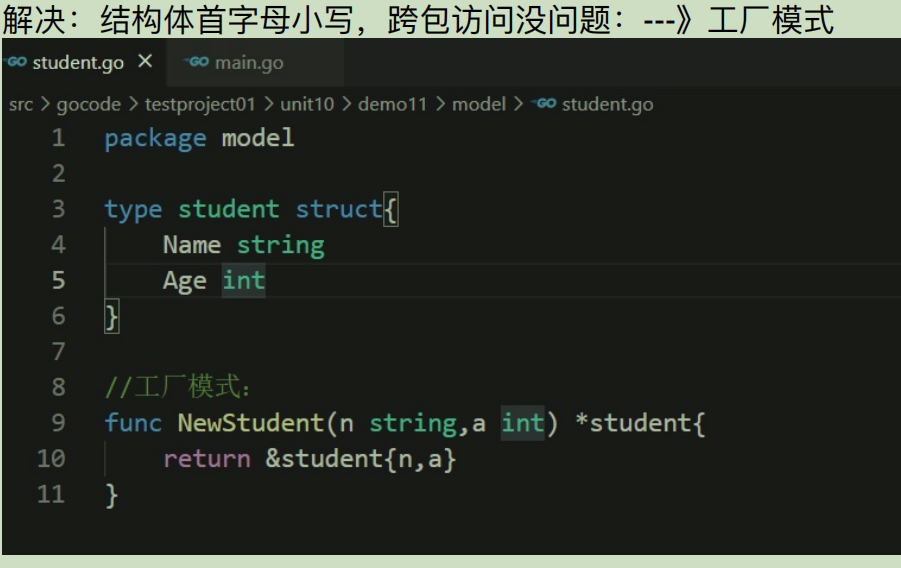 解决：结构体首字母小写，跨包访问没问题：---》工厂模式
student.go × main.go
src > gocode > testproject01 > unit10 > demo11 > model > student.go
1 package model
2
3 type student struct{
4     Name string
5     Age int
6 }
7
8 //工厂模式：
9 func NewStudent(n string,a int) *student{
10     return &student{n,a}
11 }